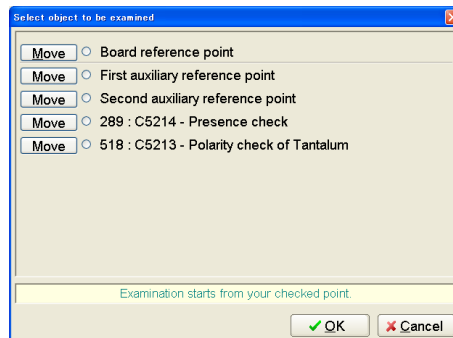 Select object to be examined
Move Board reference point
Move First auxiliary reference point
Move Second auxiliary reference point
Move 289 : C5214 - Presence check
Move 518 : C5213 - Polarity check of Tantalum
Examination starts from your checked point.
OK Cancel